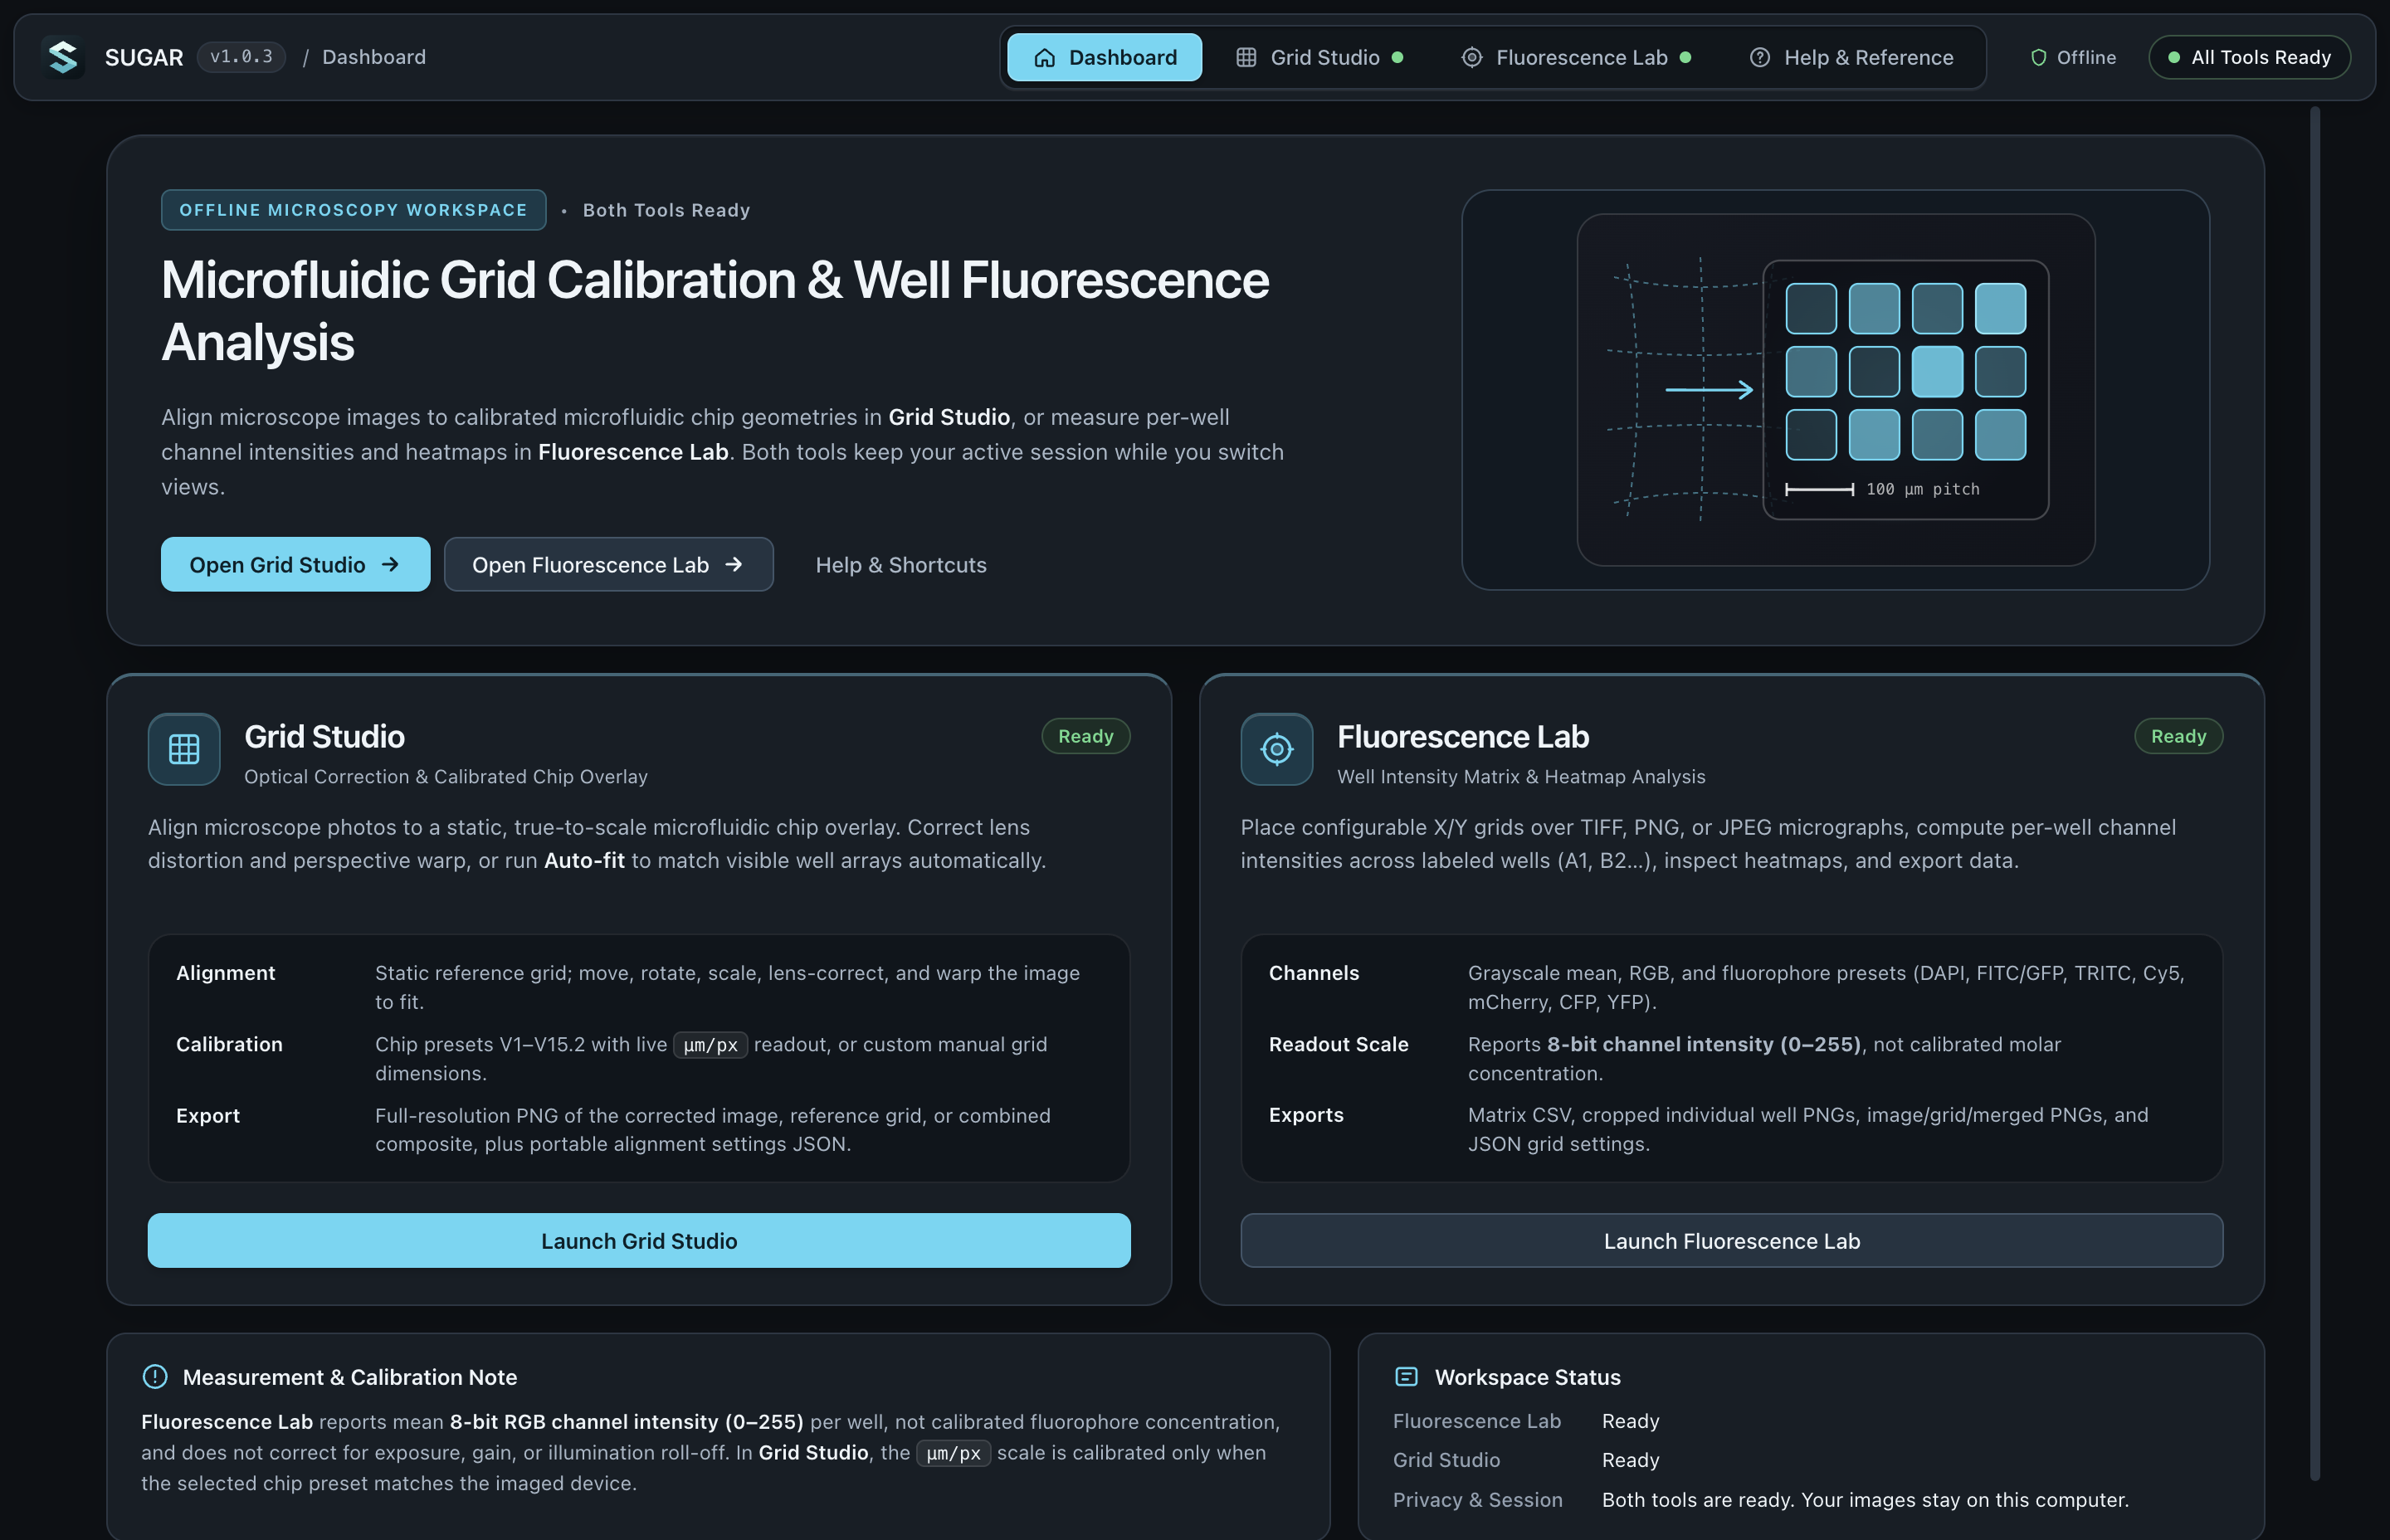 SUGAR v1.0.3 / Dashboard
Dashboard
Grid Studio
Fluorescence Lab
Help & Reference
Offline
All Tools Ready
OFFLINE MICROSCOPY WORKSPACE • Both Tools Ready
Microfluidic Grid Calibration & Well Fluorescence
Analysis
Align microscope images to calibrated microfluidic chip geometries in Grid Studio, or measure per-well
channel intensities and heatmaps in Fluorescence Lab. Both tools keep your active session while you switch
views.
Open Grid Studio →
Open Fluorescence Lab →
Help & Shortcuts
100 µm pitch
Grid Studio
Ready
Optical Correction & Calibrated Chip Overlay
Align microscope photos to a static, true-to-scale microfluidic chip overlay. Correct lens
distortion and perspective warp, or run Auto-fit to match visible well arrays automatically.
Alignment
Static reference grid; move, rotate, scale, lens-correct, and warp the image
to fit.
Calibration
Chip presets V1–V15.2 with live µm/px readout, or custom manual grid
dimensions.
Export
Full-resolution PNG of the corrected image, reference grid, or combined
composite, plus portable alignment settings JSON.
Launch Grid Studio
Fluorescence Lab
Ready
Well Intensity Matrix & Heatmap Analysis
Place configurable X/Y grids over TIFF, PNG, or JPEG micrographs, compute per-well channel
intensities across labeled wells (A1, B2...), inspect heatmaps, and export data.
Channels
Grayscale mean, RGB, and fluorophore presets (DAPI, FITC/GFP, TRITC, Cy5,
mCherry, CFP, YFP).
Readout Scale
Reports 8-bit channel intensity (0–255), not calibrated molar
concentration.
Exports
Matrix CSV, cropped individual well PNGs, image/grid/merged PNGs, and
JSON grid settings.
Launch Fluorescence Lab
Measurement & Calibration Note
Fluorescence Lab reports mean 8-bit RGB channel intensity (0–255) per well, not calibrated fluorophore concentration,
and does not correct for exposure, gain, or illumination roll-off. In Grid Studio, the µm/px scale is calibrated only when
the selected chip preset matches the imaged device.
Workspace Status
Fluorescence Lab Ready
Grid Studio Ready
Privacy & Session Both tools are ready. Your images stay on this computer.